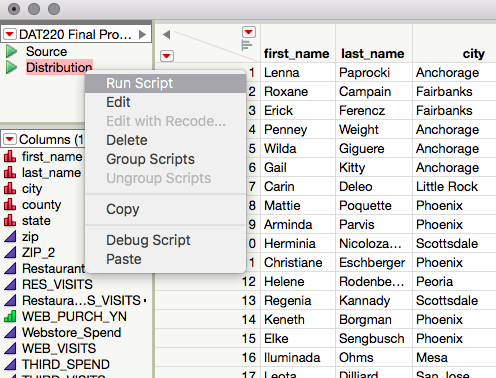 DAT220 Final Pro...
Source
Distribution
Run Script
Edit
Edit with Recode...
Delete
Group Scripts
Ungroup Scripts
Copy
Debug Script
Paste
Columns (1
first_name
last_name
city
county
state
zip
ZIP_2
Restaurant
RES_VISITS
Restaura...S_VISITS
WEB_PURCH_YN
Webstore_Spend
WEB_VISITS
THIRD_SPEND
THIRD_VISITS
first_name last_name city
1 Lenna Paprocki Anchorage
2 Roxane Campain Fairbanks
3 Erick Ferencz Fairbanks
4 Penney Weight Anchorage
5 Wilda Giguere Anchorage
6 Gail Kitty Anchorage
7 Carin Deleo Little Rock
8 Mattie Poquette Phoenix
9 Arminda Parvis Phoenix
0 Herminia Nicoloza... Scottsdale
1 Christiane Eschberger Phoenix
12 Helene Rodenbe... Peoria
13 Regenia Kannady Scottsdale
14 Keneth Borgman Phoenix
15 Elke Sengbusch Phoenix
16 Iluminada Ohms Mesa
17 Leota Dilliard San Jose